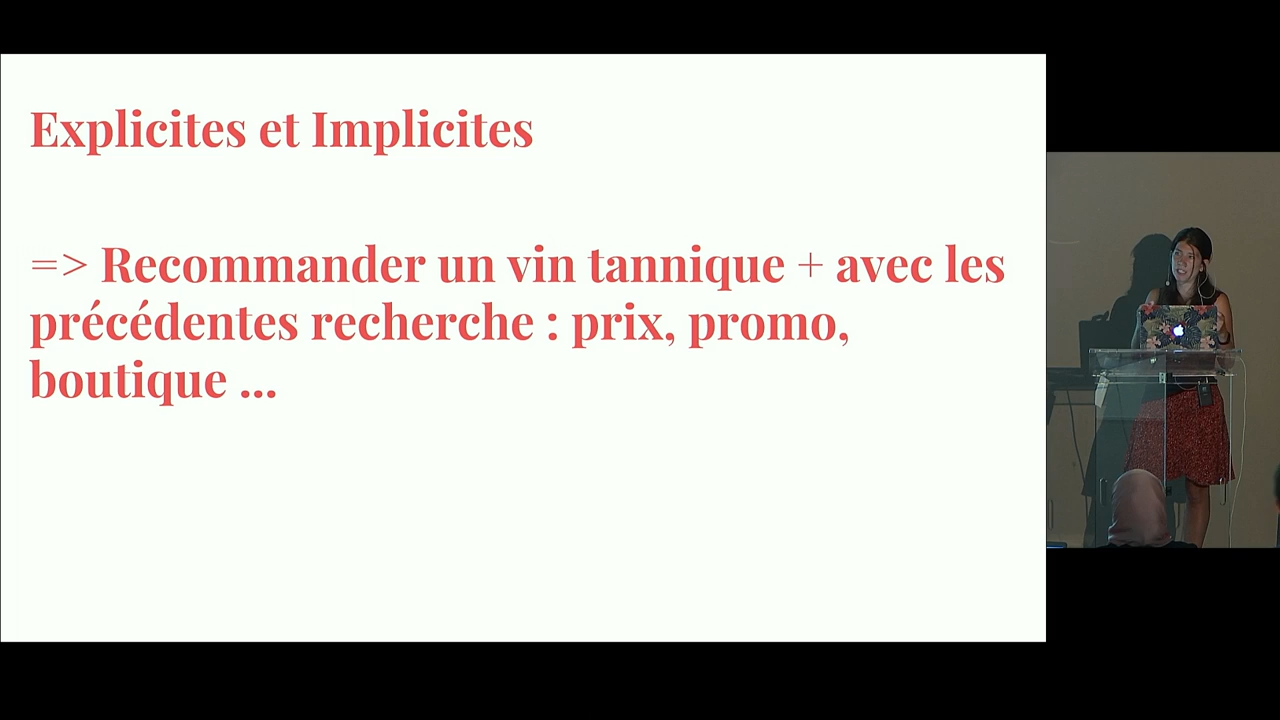 Explicites et Implicites
=> Recommander un vin tannique + avec les
précédentes recherche : prix, promo,
boutique ...